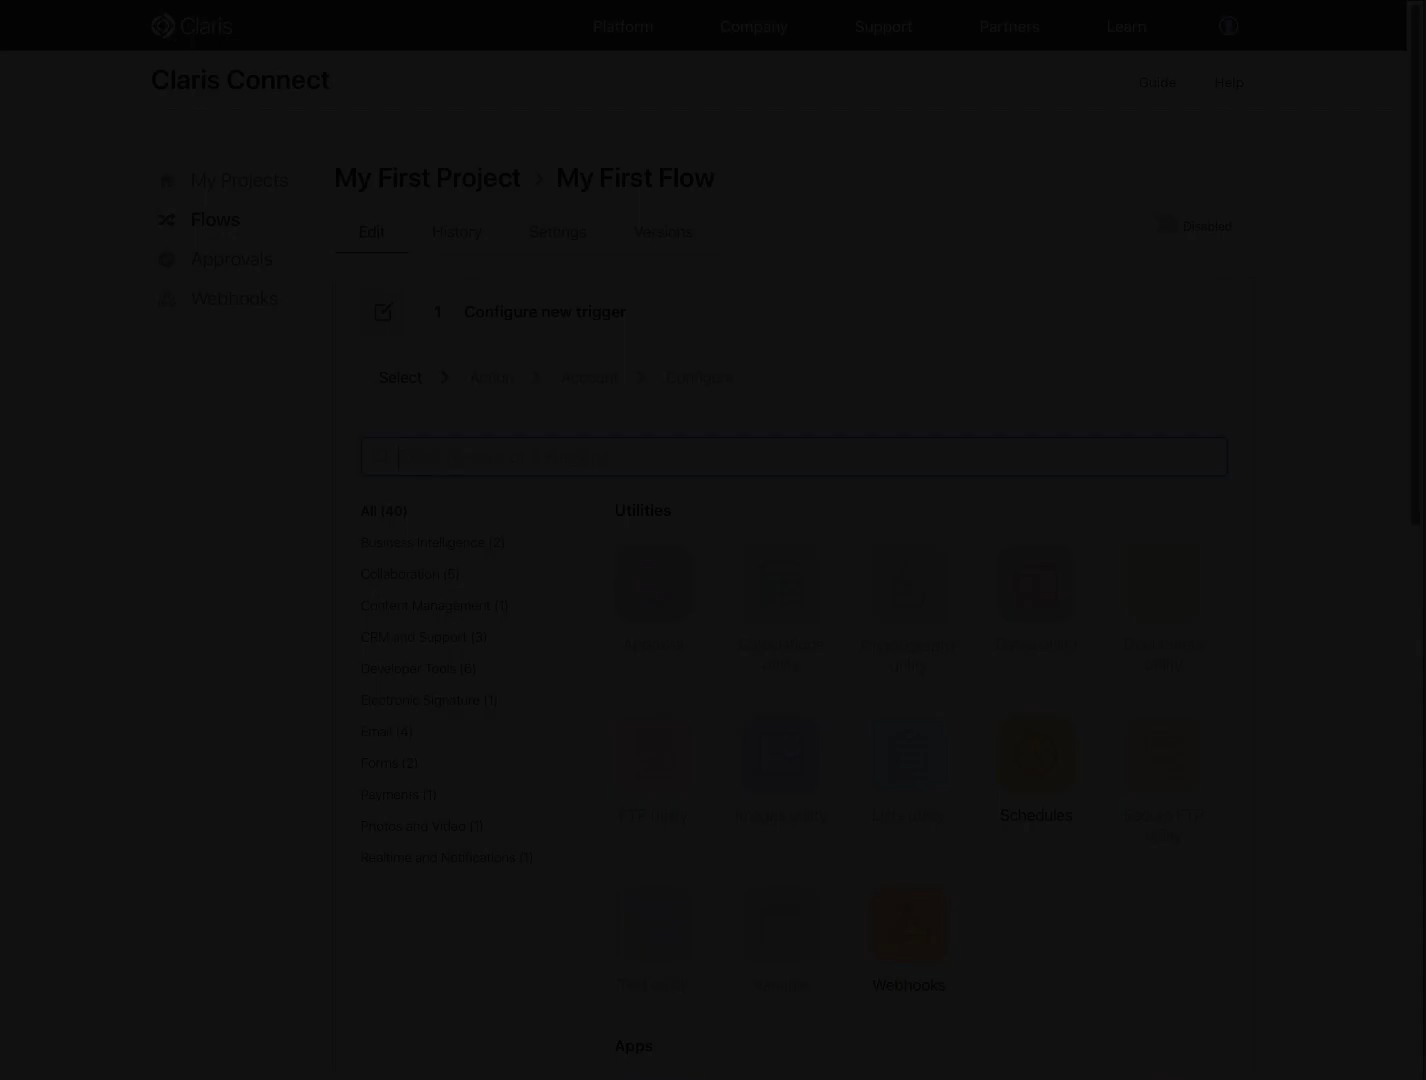 Claris
Platform
Company
Support
Partners
Learn
Claris Connect
Guide
Help
My Projects
Flows
Approvals
Webhooks
My First Project > My First Flow
Edit
History
Settings
Versions
Disabled
1 Configure new trigger
Select
Action
Account
Configure
All (40)
Business Intelligence (2)
Collaboration (5)
Content Management (1)
CRM and Support (3)
Developer Tools (6)
Electronic Signature (1)
Email (4)
Forms (2)
Payments (1)
Photos and Video (1)
Realtime and Notifications (1)
Utilities
Schedules
Webhooks
Apps